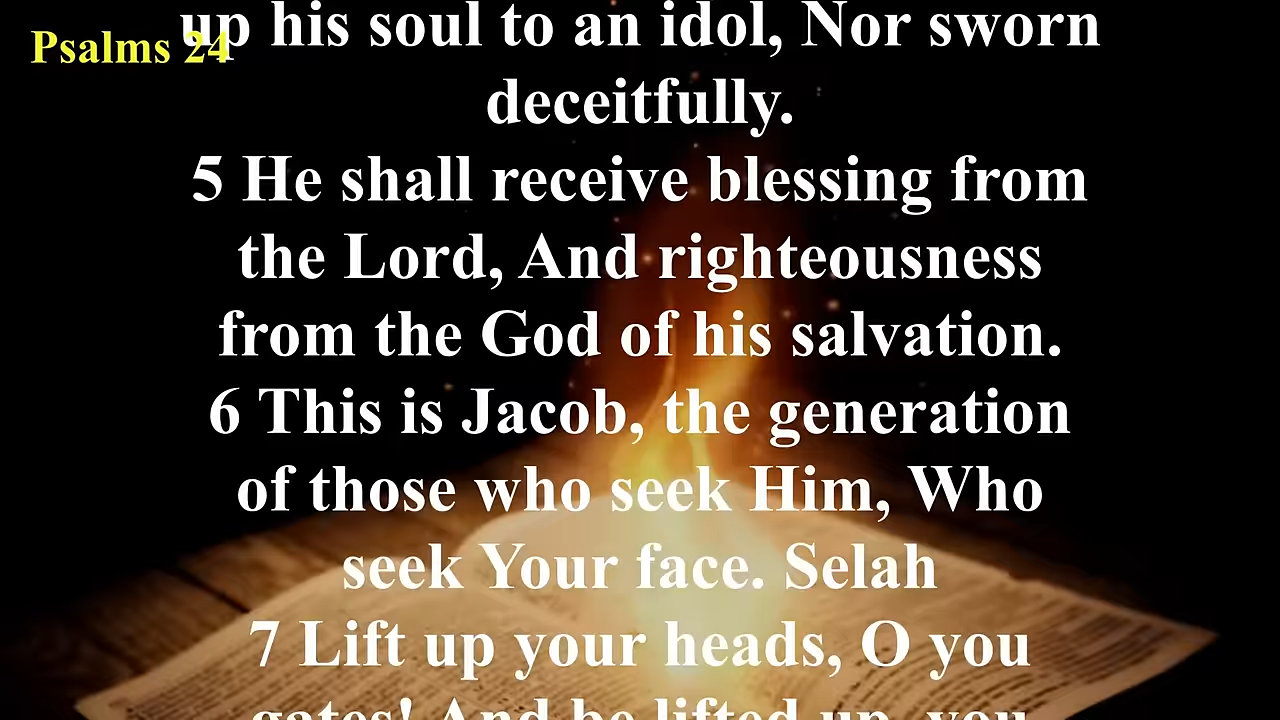 Psalms 24
up his soul to an idol, Nor sworn
deceitfully.
5 He shall receive blessing from
the Lord, And righteousness
from the God of his salvation.
6 This is Jacob, the generation
of those who seek Him, Who
seek Your face. Selah
7 Lift up your heads, O you
gates! And be lifted up, you